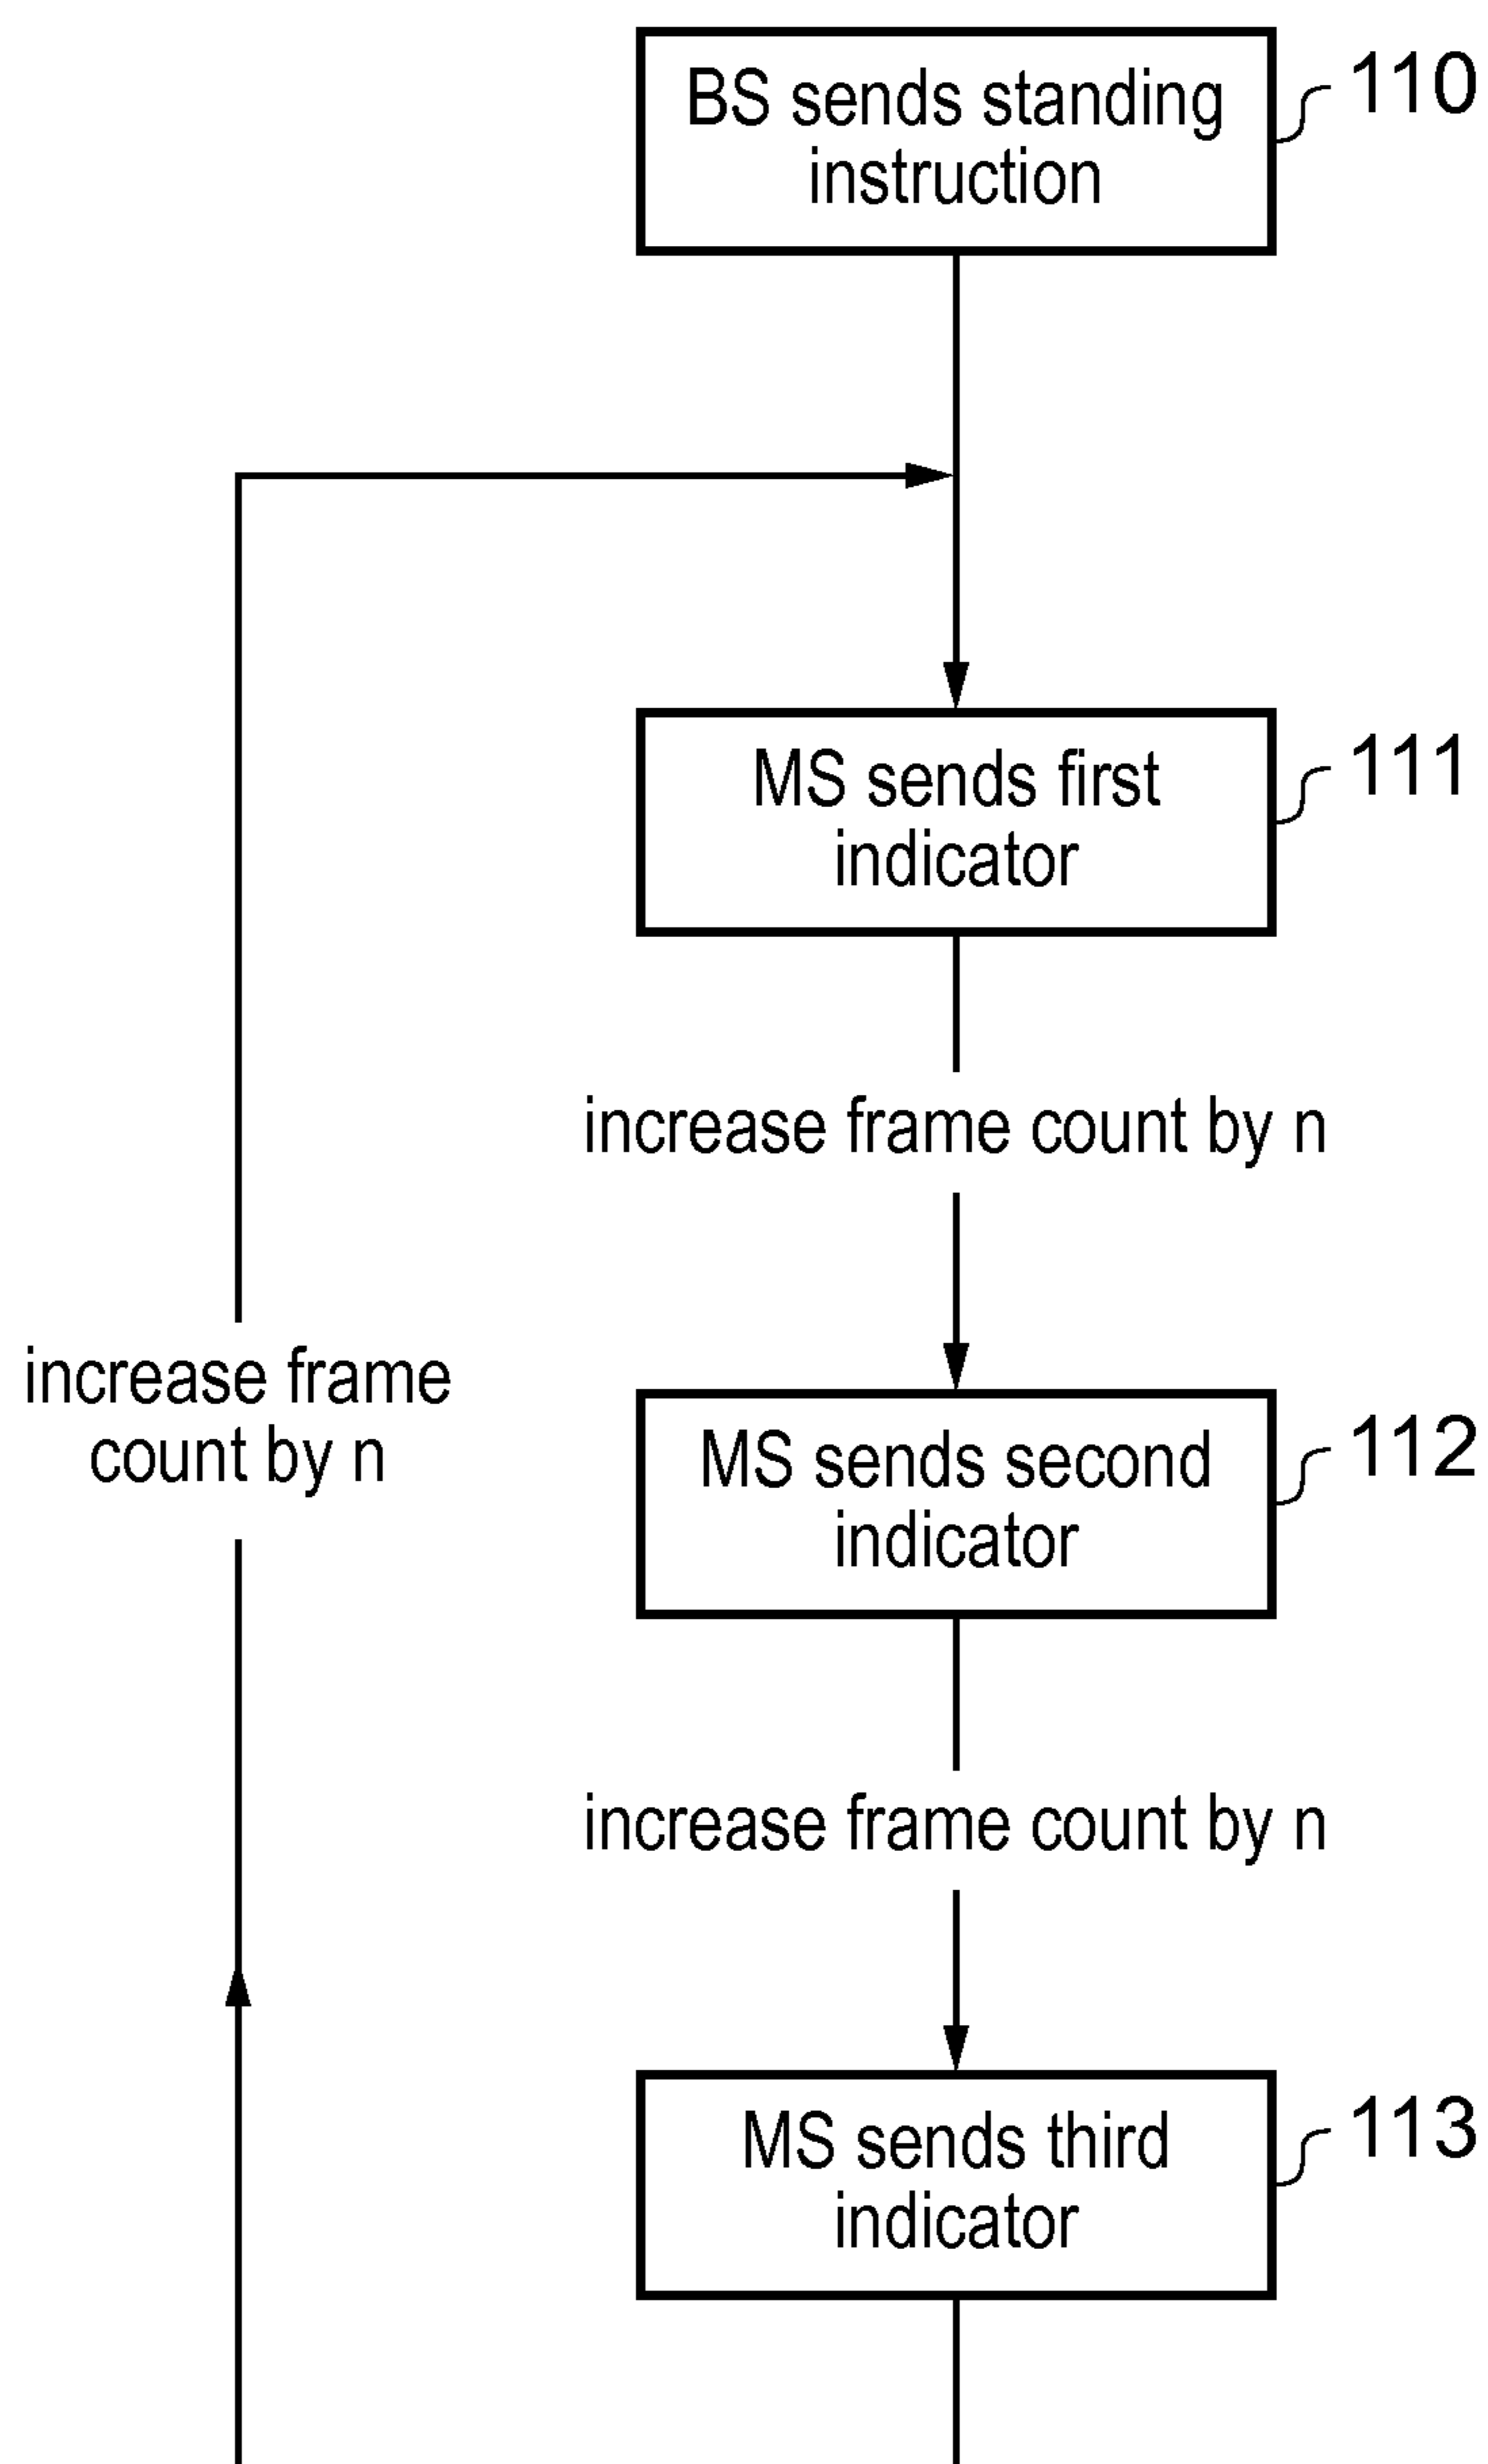 BS sends standing
instruction
110
MS sends first
indicator
111
increase frame count by n
increase frame
count by n
MS sends second
indicator
112
increase frame count by n
MS sends third
indicator
113